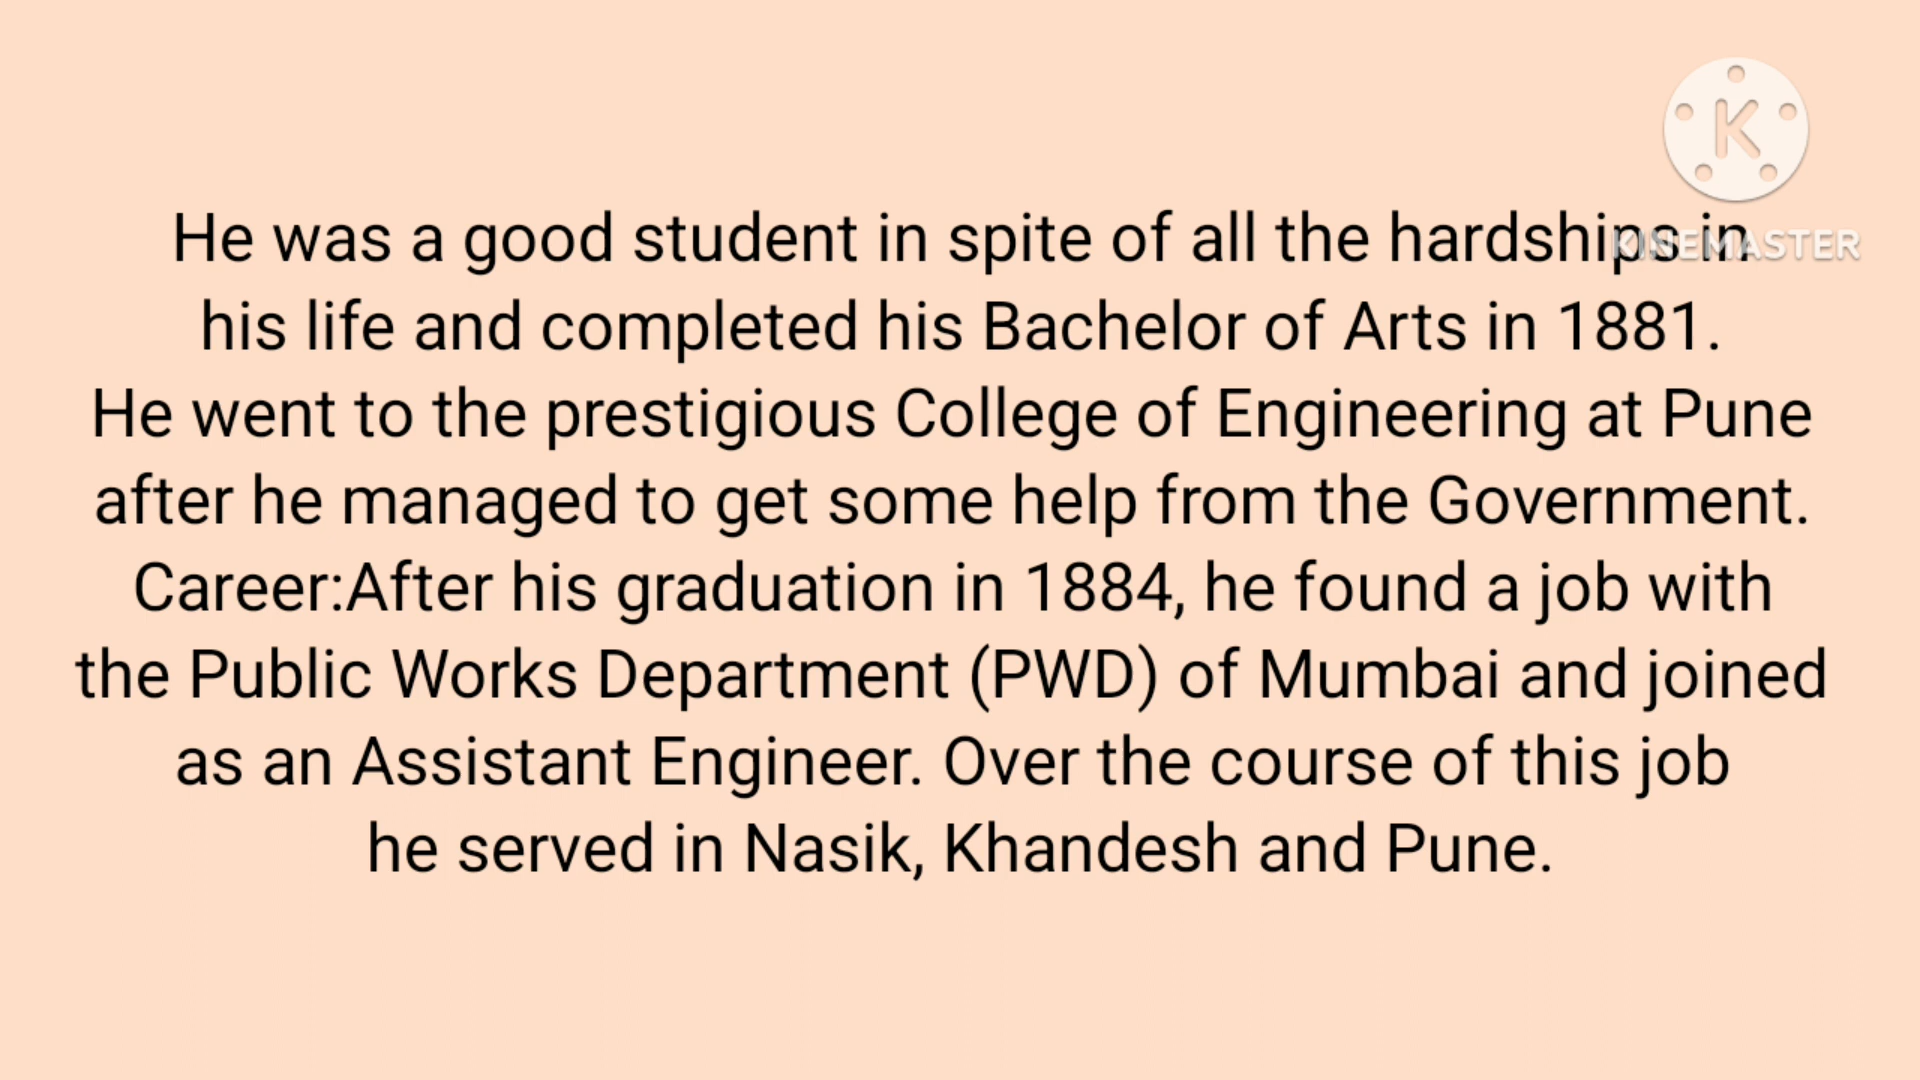 K
KINEMASTER
He was a good student in spite of all the hardships in
his life and completed his Bachelor of Arts in 1881.
He went to the prestigious College of Engineering at Pune
after he managed to get some help from the Government.
Career:After his graduation in 1884, he found a job with
the Public Works Department (PWD) of Mumbai and joined
as an Assistant Engineer. Over the course of this job
he served in Nasik, Khandesh and Pune.